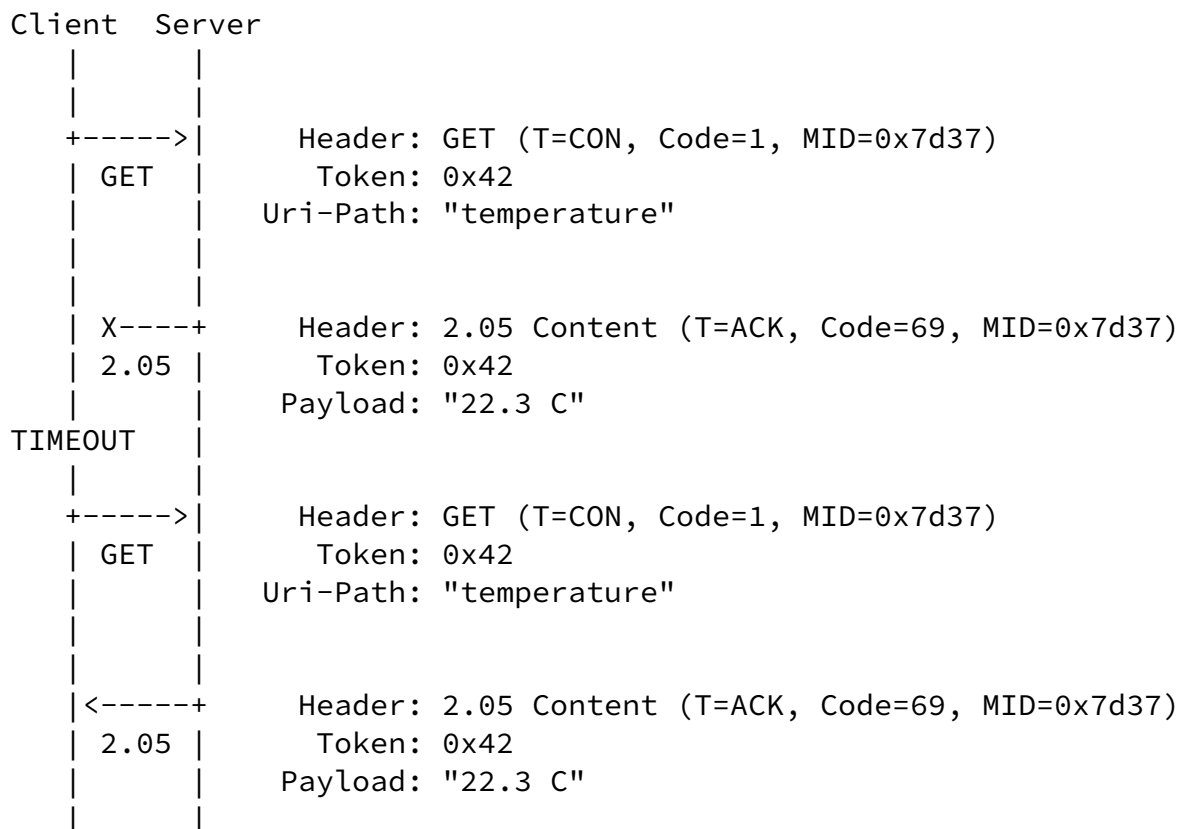 Client  Server
   |      |
   |      |
   +----->|     Header: GET (T=CON, Code=1, MID=0x7d37)
   | GET  |      Token: 0x42
   |      |   Uri-Path: "temperature"
   |      |
   |      |
   | X----+     Header: 2.05 Content (T=ACK, Code=69, MID=0x7d37)
   | 2.05 |      Token: 0x42
   |      |    Payload: "22.3 C"
TIMEOUT   |
   |      |
   +----->|     Header: GET (T=CON, Code=1, MID=0x7d37)
   | GET  |      Token: 0x42
   |      |   Uri-Path: "temperature"
   |      |
   |      |
   |<-----+     Header: 2.05 Content (T=ACK, Code=69, MID=0x7d37)
   | 2.05 |      Token: 0x42
   |      |    Payload: "22.3 C"
   |      |